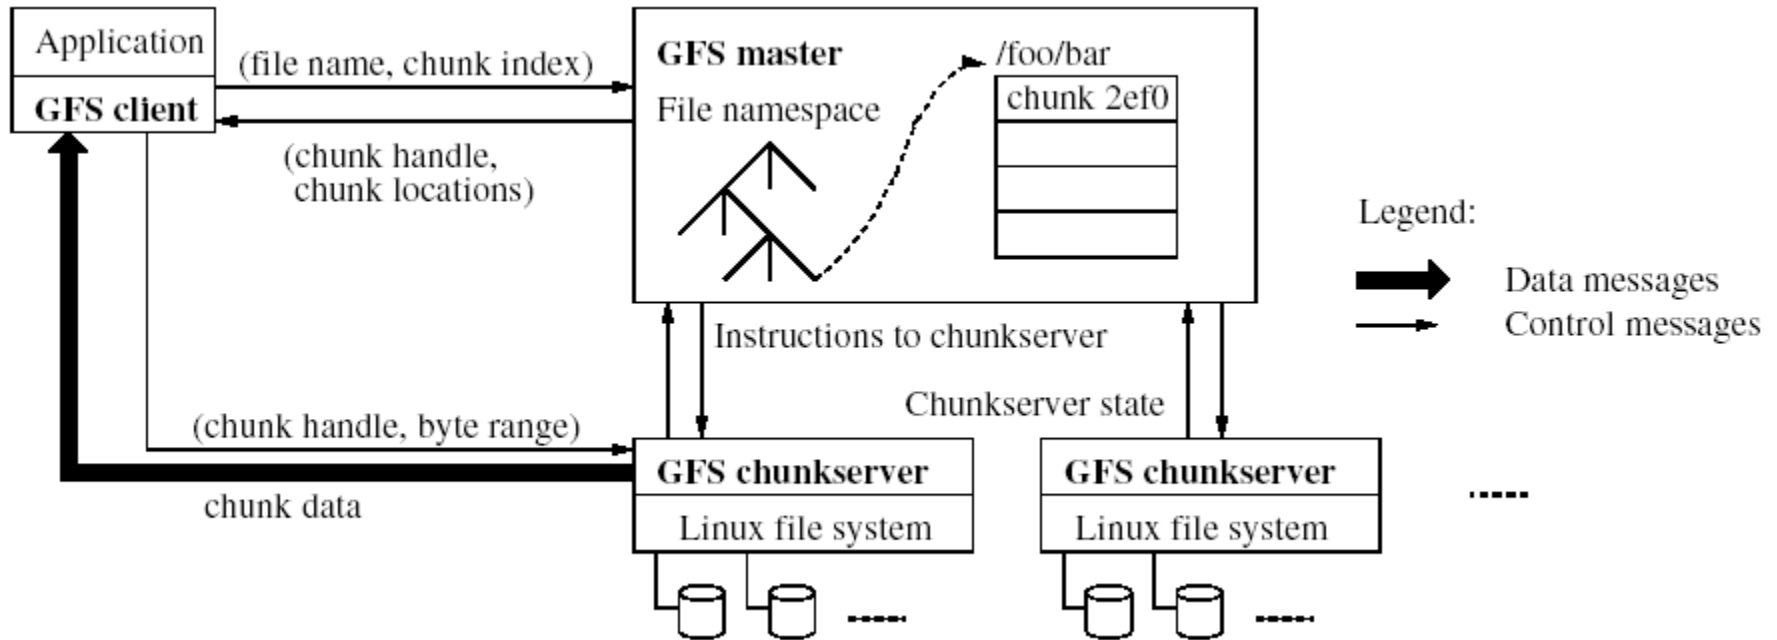 Application
GFS client
(file name, chunk index)
(chunk handle,
chunk locations)
GFS master
File namespace
/foo/bar
chunk 2ef0
Legend:
Data messages
Control messages
Instructions to chunkserver
Chunkserver state
(chunk handle, byte range)
chunk data
GFS chunkserver
Linux file system
GFS chunkserver
Linux file system